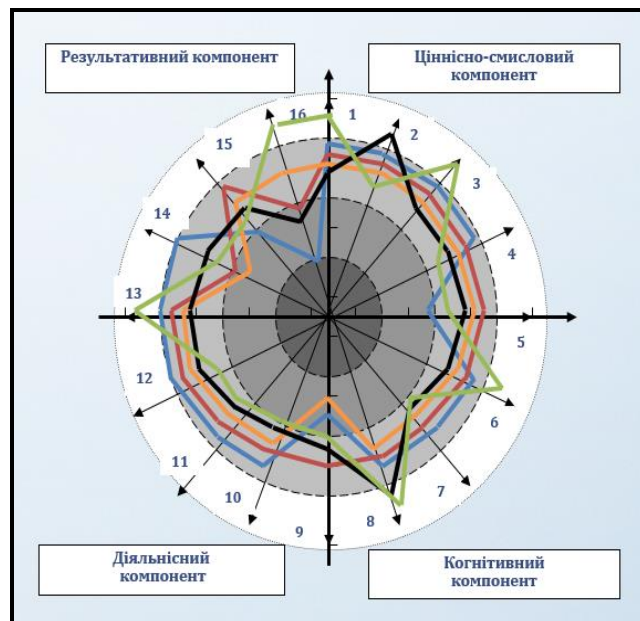 Результативний компонент
Ціннісно-смисловий
компонент
16
1
2
15
3
14
4
13
5
12
6
11
7
10
8
9
Діяльнісний
компонент
Когнітивний
компонент